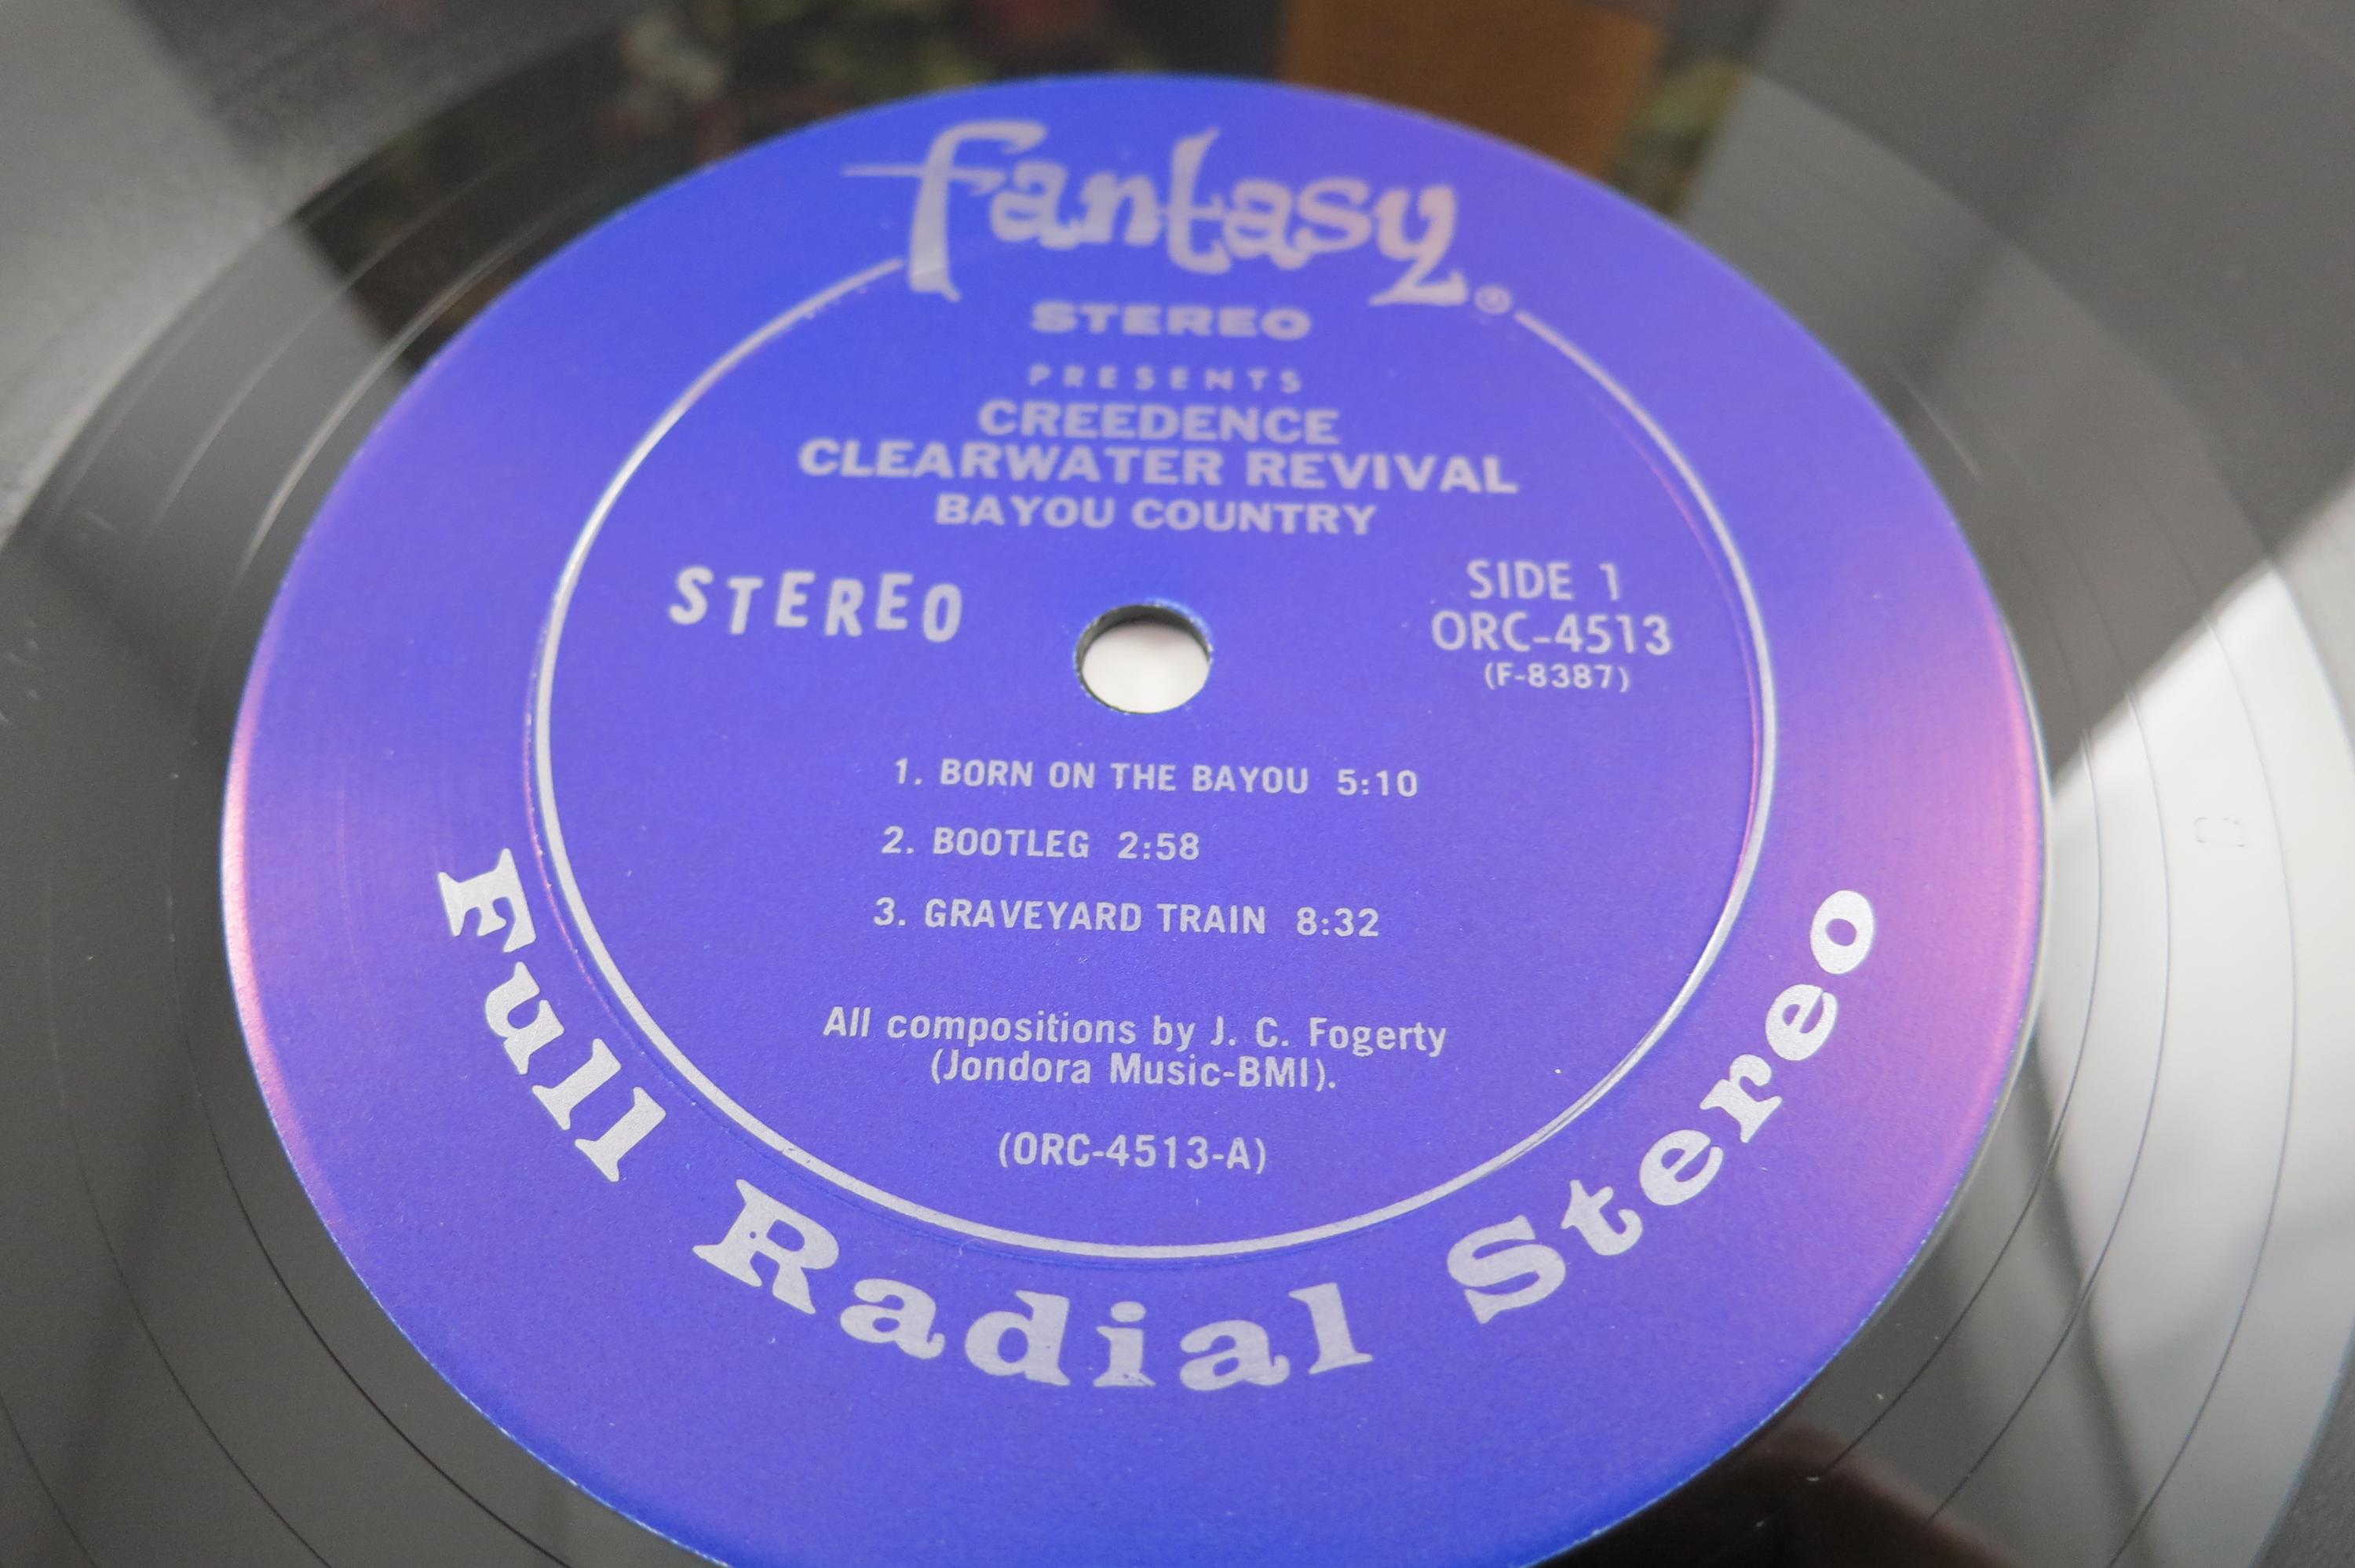 fantasy®
STEREO
PRESENTS
CREEDENCE
CLEARWATER REVIVAL
BAYOU COUNTRY
STEREO
SIDE 1
ORC-4513
(F-8387)
1. BORN ON THE BAYOU 5:10
2. BOOTLEG 2:58
3. GRAVEYARD TRAIN 8:32
All compositions by J. C. Fogerty
(Jondora Music-BMI).
(ORC-4513-A)
Full Radial Stereo